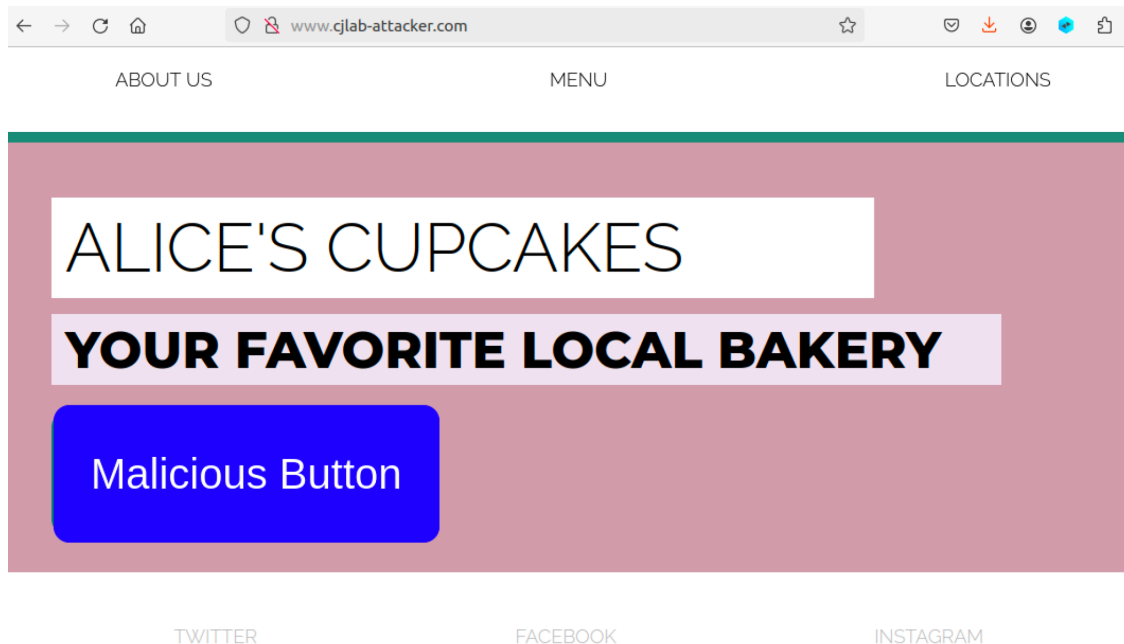 www.cjlab-attacker.com
ABOUT US MENU LOCATIONS
ALICE'S CUPCAKES
YOUR FAVORITE LOCAL BAKERY
Malicious Button
TWITTER FACEBOOK INSTAGRAM